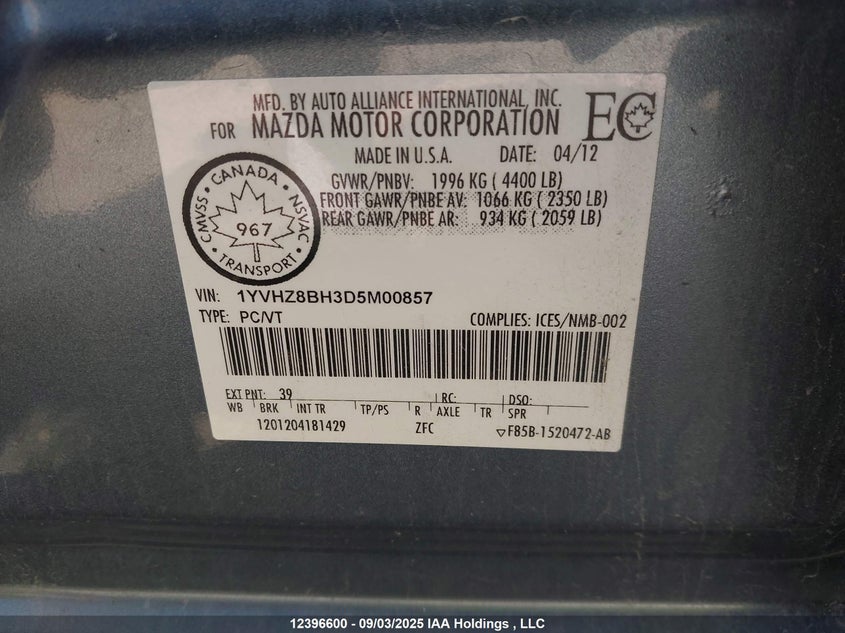 MFD. BY AUTO ALLIANCE INTERNATIONAL, INC.
FOR MAZDA MOTOR CORPORATION
EC
MADE IN U.S.A. DATE: 04/12
GVWR/PNBV: 1996 KG ( 4400 LB)
FRONT GAWR/PNBE AV: 1066 KG ( 2350 LB)
REAR GAWR/PNBE AR: 934 KG ( 2059 LB)
CANADA
CMVSS NSVAC
967
TRANSPORT
VIN: 1YVHZ8BH3D5M00857
TYPE: PC/VT COMPLIES: ICES/NMB-002
EXT PNT: 39 RC: DSO:
WB BRK INT TR TP/PS R AXLE TR SPR
1201204181429 ZFC F85B-1520472-AB
12396600 - 09/03/2025 IAA Holdings , LLC